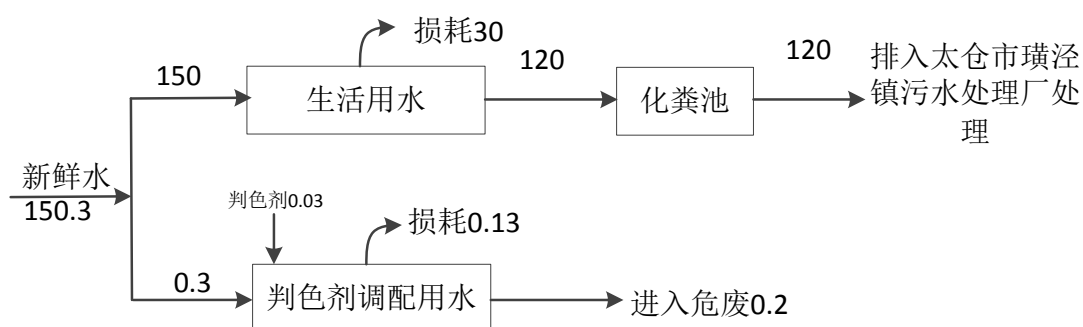 损耗30
150
生活用水
120
化粪池
120
排入太仓市璜泾
镇污水处理厂处
理
新鲜水
150.3
判色剂0.03
损耗0.13
0.3
判色剂调配用水
进入危废0.2